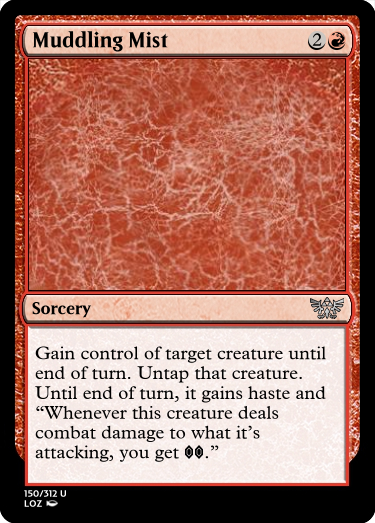 Muddling Mist 2
Sorcery
Gain control of target creature until
end of turn. Untap that creature.
Until end of turn, it gains haste and
“Whenever this creature deals
combat damage to what it’s
attacking, you get .”
150/312 U
LOZ